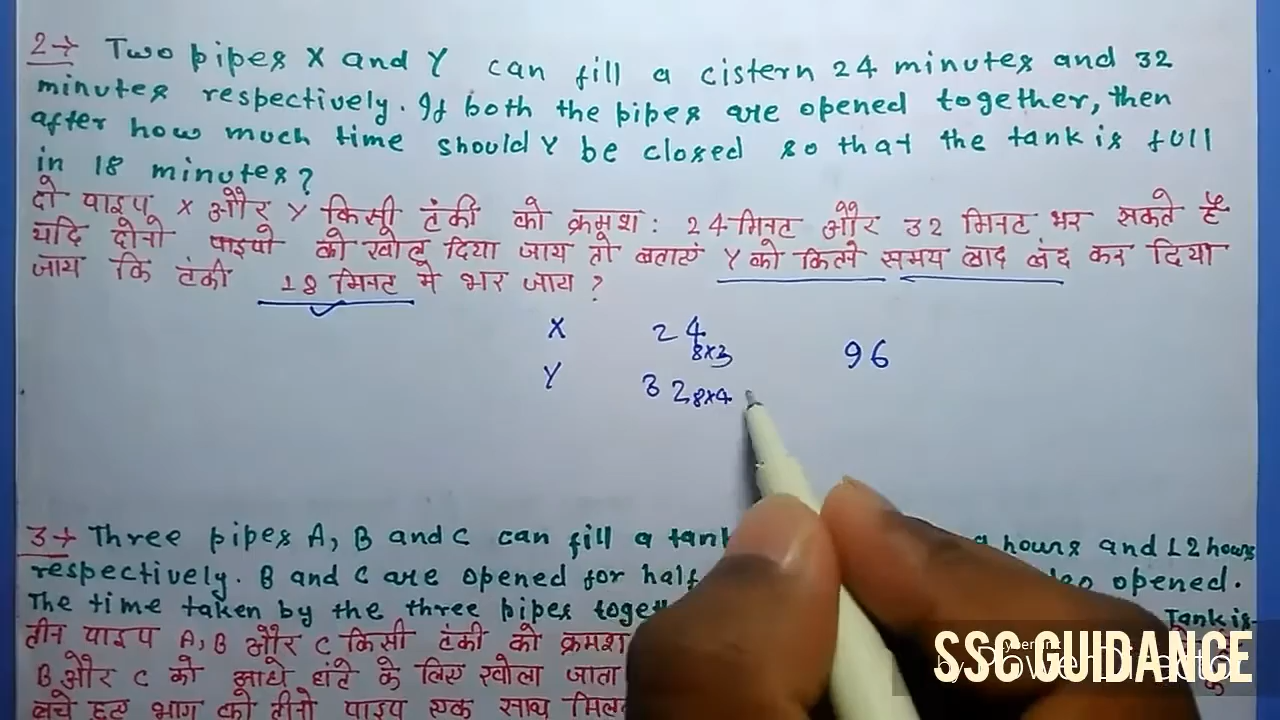 2→ Two pipes X and Y can fill a cistern 24 minutes and 32
minutes respectively. If both the pipes are opened together, then
after how much time should Y be closed so that the tank is full
in 18 minutes?
दो पाइप X और Y किसी टंकी को क्रमश: 24 मिनट और 32 मिनट भर सकते है
यदि दोनो पाइपो को खोल दिया जाय तो बताएं Y को कितने समय बाद बंद कर दिया
जाय कि टंकी 18 मिनट मे भर जाय ?
X 24 8×3 96
Y 32 8×4
3→ Three pipes A, B and C can fill a tank hours and 12 hours
respectively. B and C are opened for half opened.
The time taken by the three pipes Tank is-
तीन पाइप A, B और C किसी टंकी को क्रमश
B और C को आधे घंटे के लिए खोला जाता
बचे हुए भाग को तीनो पाइप एक साथ
SSC GUIDANCE
by PowerDirector